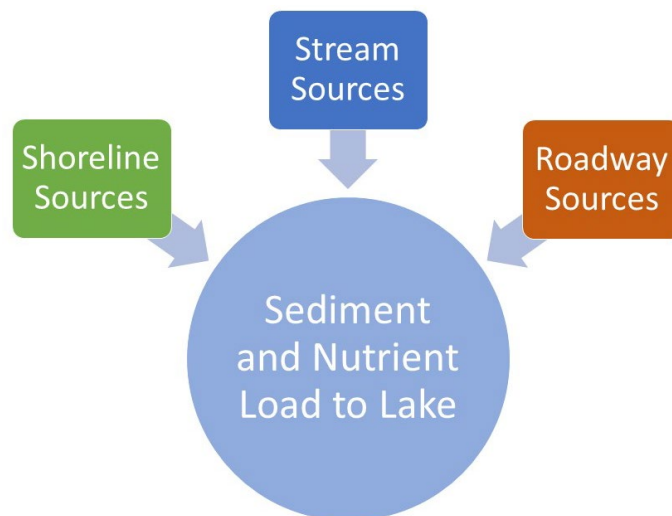 Stream
Sources
Shoreline
Sources
Roadway
Sources
Sediment
and Nutrient
Load to Lake